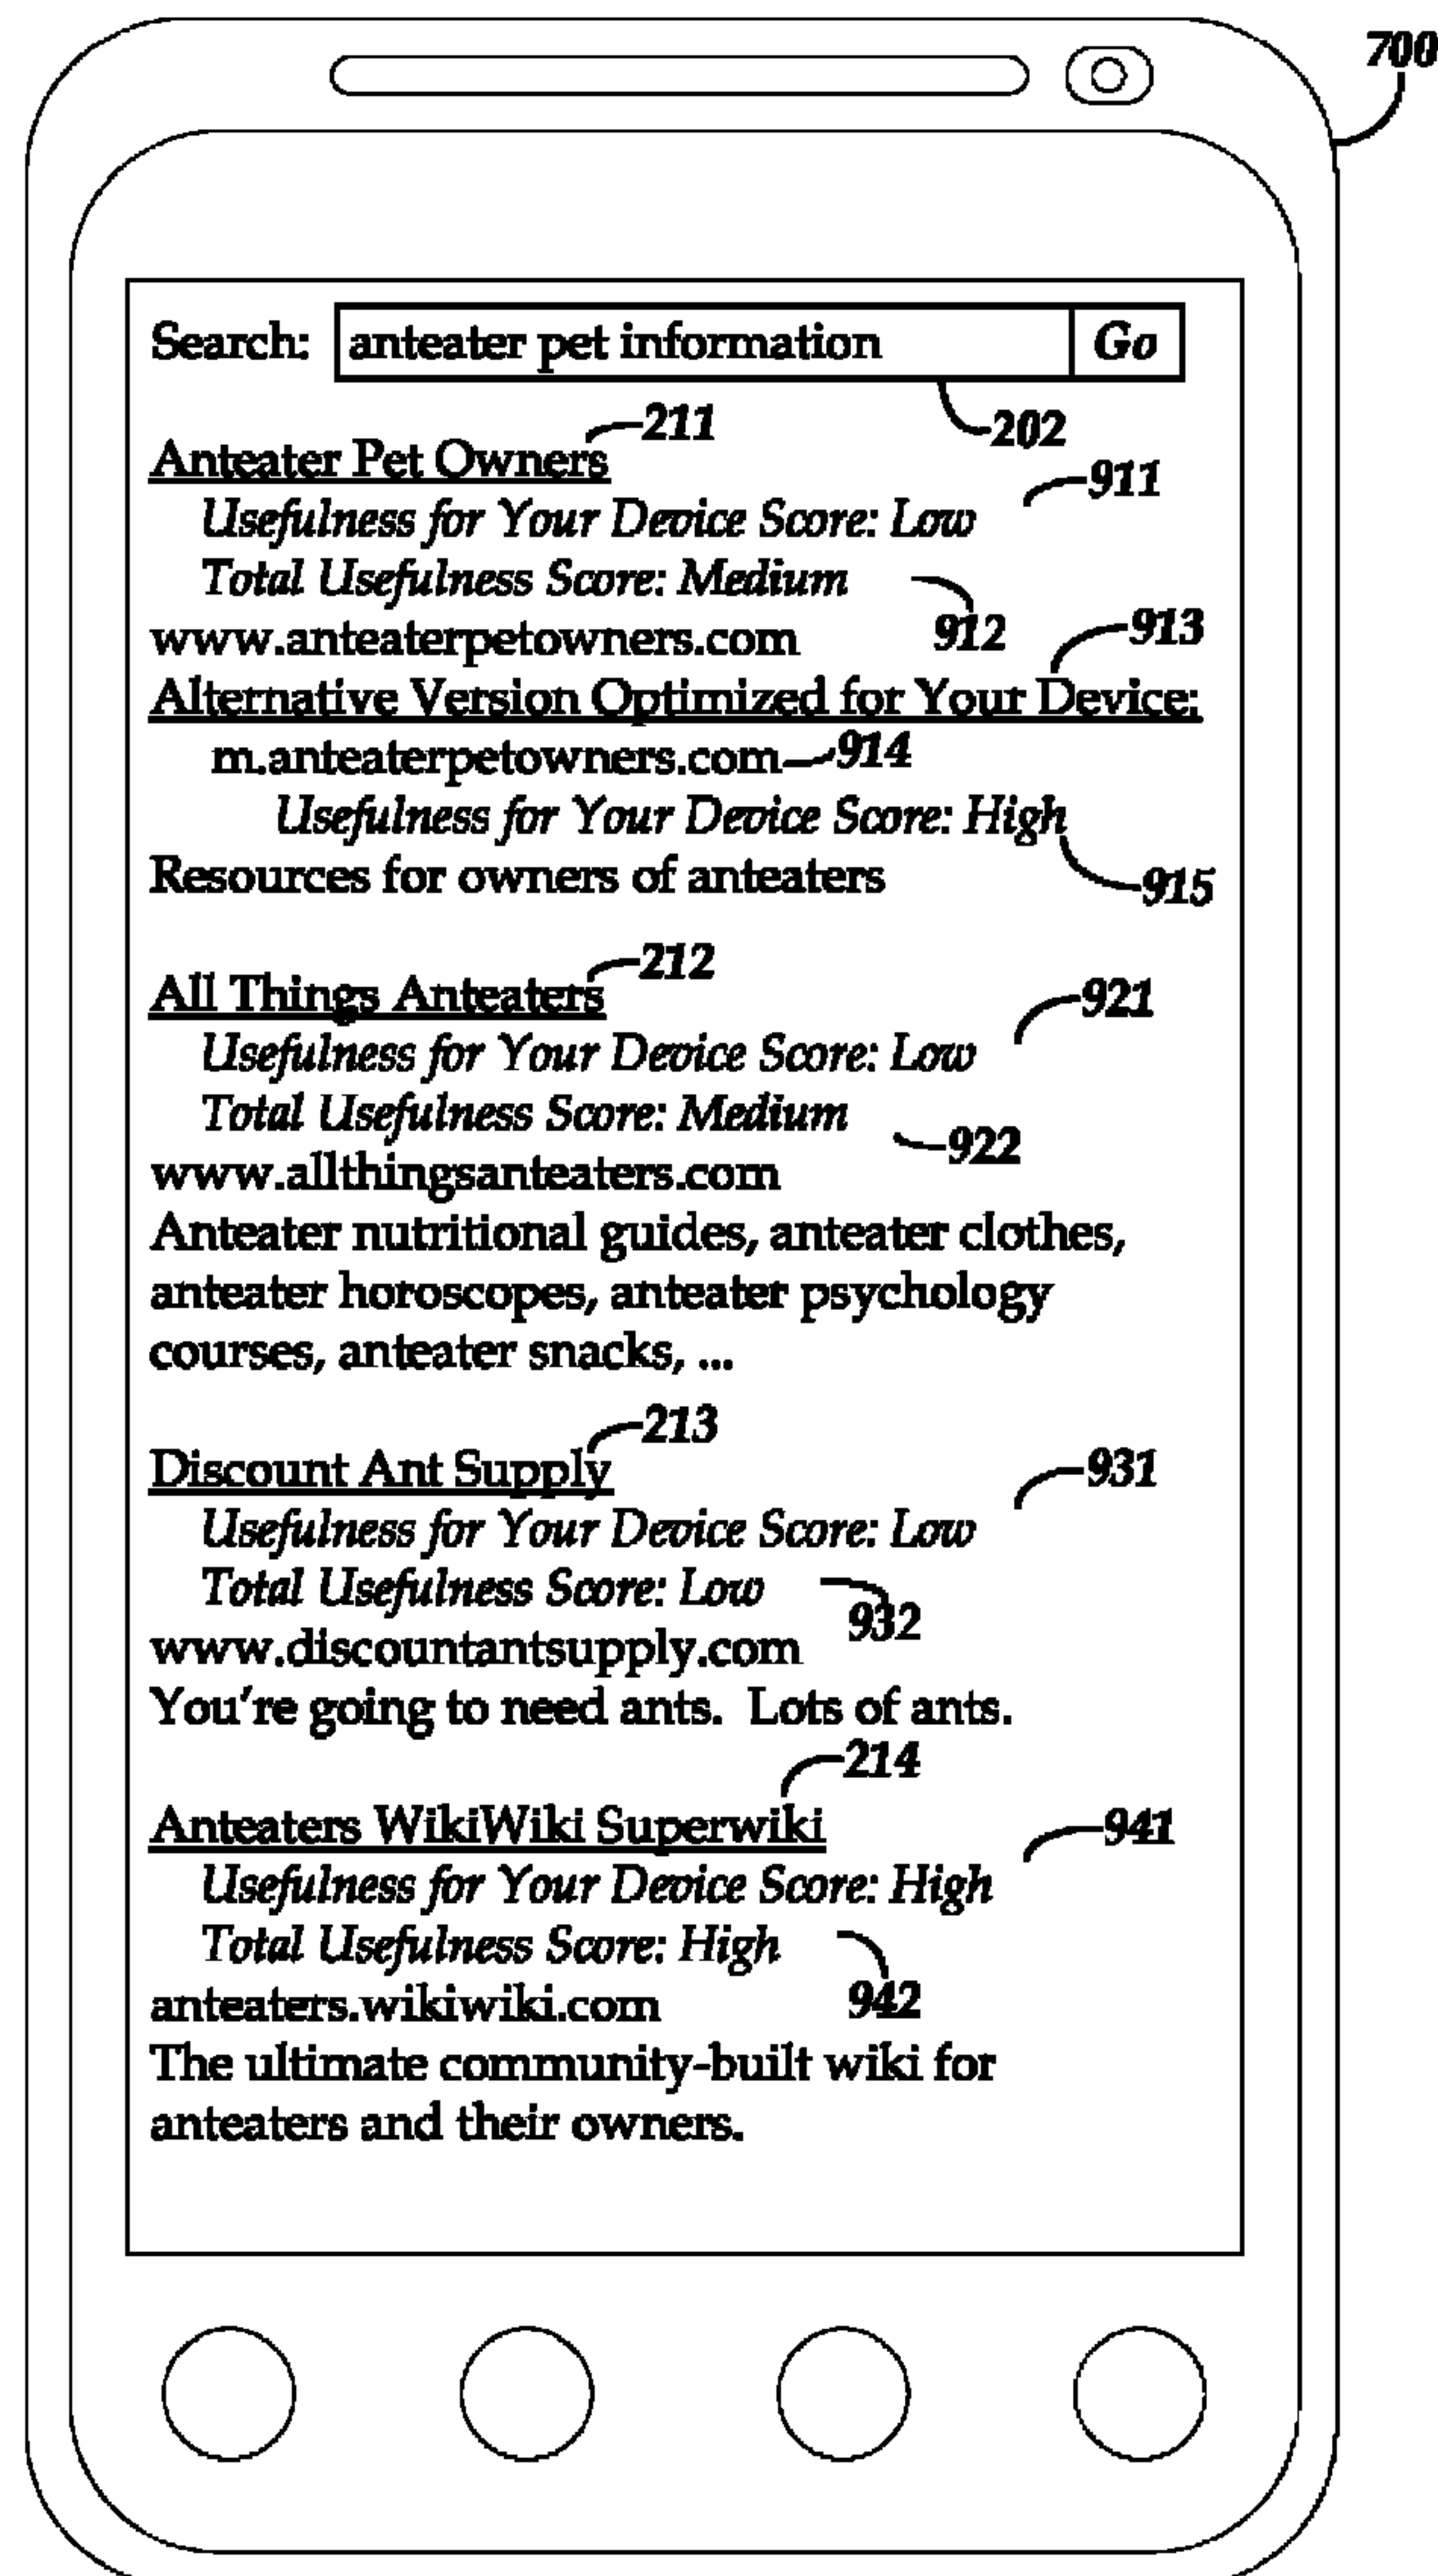 700
Search: anteater pet information Go
202
Anteater Pet Owners 211
Usefulness for Your Device Score: Low 911
Total Usefulness Score: Medium 912
www.anteaterpetowners.com
Alternative Version Optimized for Your Device: 913
m.anteaterpetowners.com 914
Usefulness for Your Device Score: High 915
Resources for owners of anteaters
All Things Anteaters 212
Usefulness for Your Device Score: Low 921
Total Usefulness Score: Medium 922
www.allthingsanteaters.com
Anteater nutritional guides, anteater clothes,
anteater horoscopes, anteater psychology
courses, anteater snacks, ...
Discount Ant Supply 213
Usefulness for Your Device Score: Low 931
Total Usefulness Score: Low 932
www.discountantsupply.com
You're going to need ants. Lots of ants.
Anteaters WikiWiki Superwiki 214
Usefulness for Your Device Score: High 941
Total Usefulness Score: High 942
anteaters.wikiwiki.com
The ultimate community-built wiki for
anteaters and their owners.